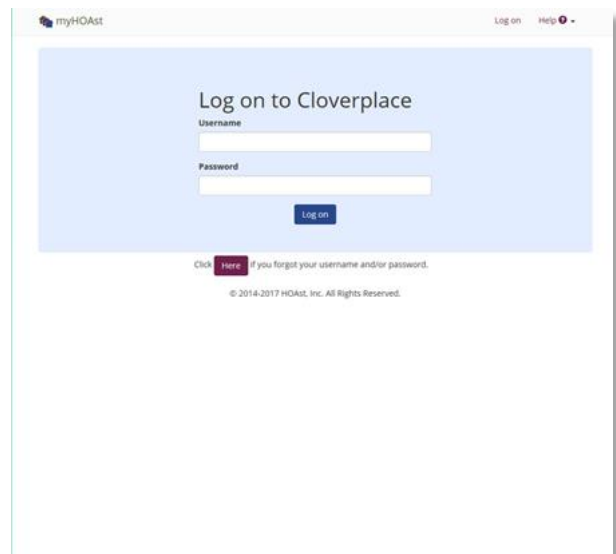 myHOAst Log on Help ?
Log on to Cloverplace
Username
Password
Log on
Click Here if you forgot your username and/or password.
© 2014-2017 HOAst, Inc. All Rights Reserved.